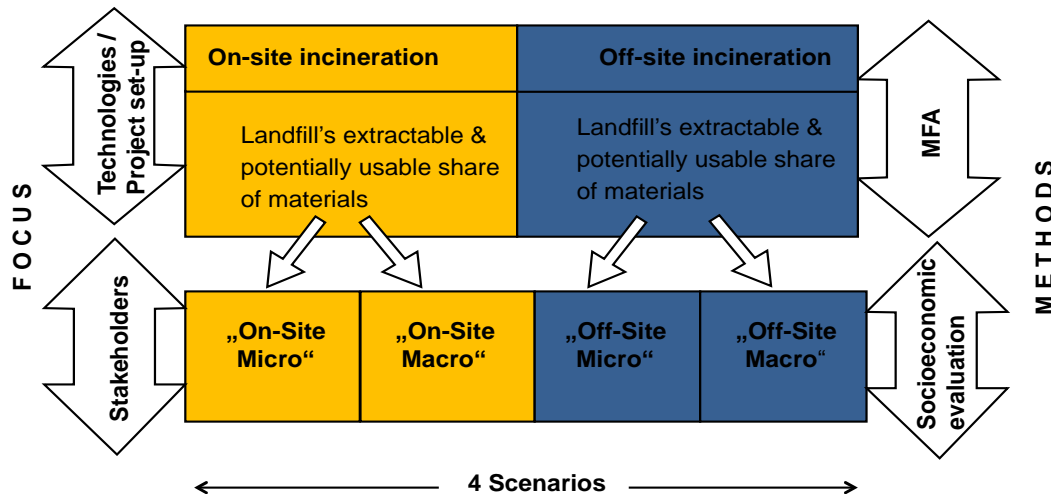 On-site incineration
Off-site incineration
Landfill’s extractable &
potentially usable share
of materials
Landfill’s extractable &
potentially usable share
of materials
„On-Site
Micro“
„On-Site
Macro“
„Off-Site
Micro“
„Off-Site
Macro“
4 Scenarios
FOCUS
Technologies /
Project set-up
Stakeholders
MFA
Socioeconomic
evaluation
METHODS